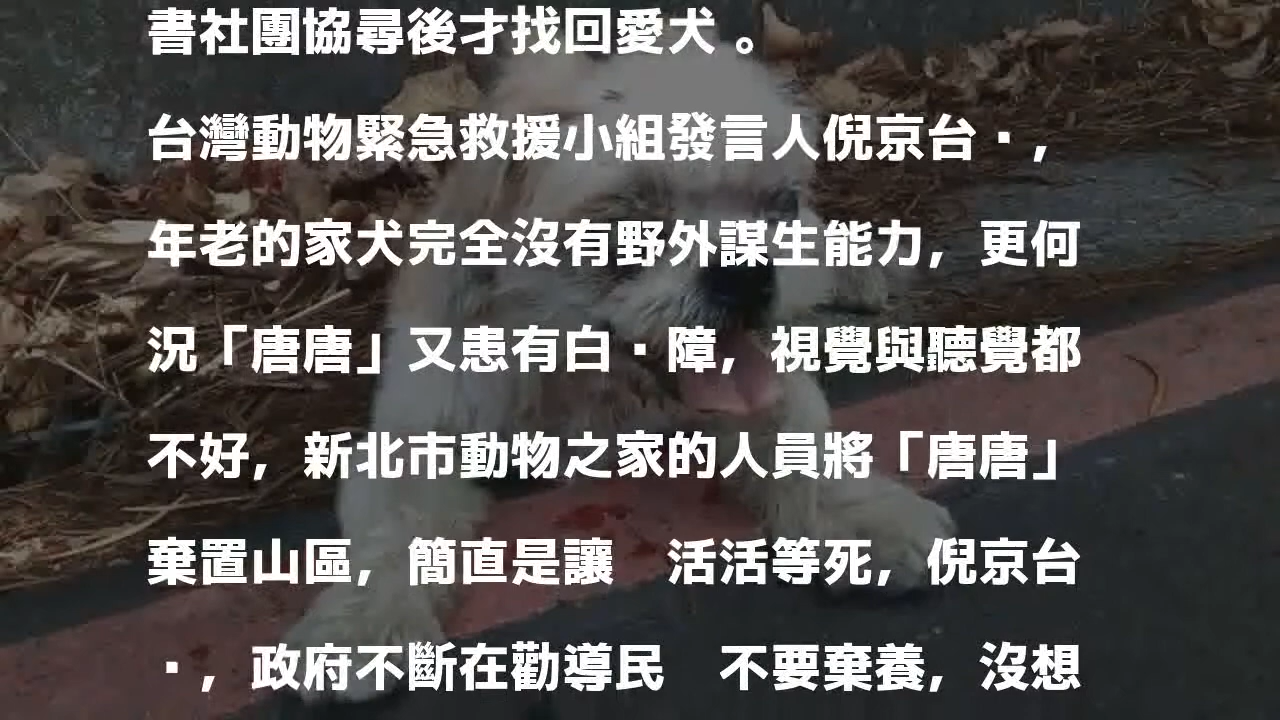 書社團協尋後才找回愛犬 。
台灣動物緊急救援小組發言人倪京台·，
年老的家犬完全沒有野外謀生能力，更何
況「唐唐」又患有白·障，視覺與聽覺都
不好，新北市動物之家的人員將「唐唐」
棄置山區，簡直是讓　活活等死，倪京台
·，政府不斷在勸導民　不要棄養，沒想